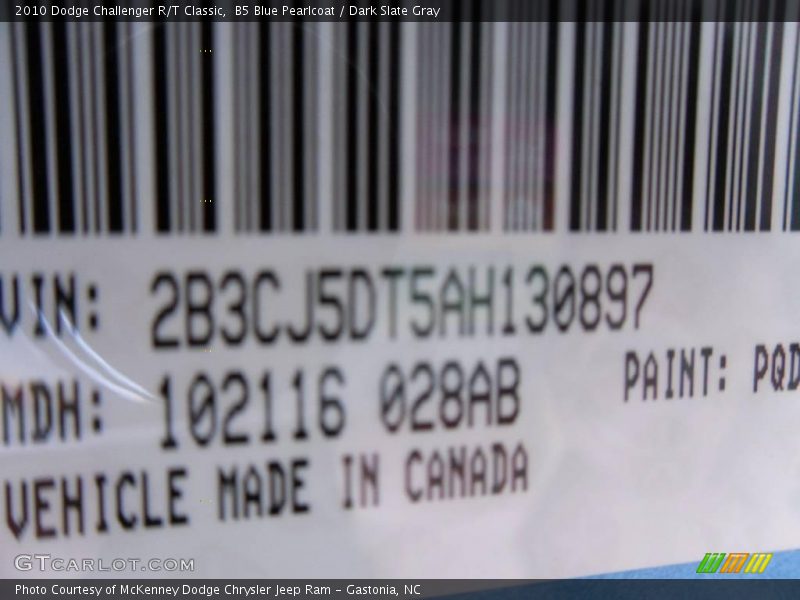 2010 Dodge Challenger R/T Classic, B5 Blue Pearlcoat / Dark Slate Gray
VIN: 2B3CJ5DT5AH130897
MDH: 102116 028AB PAINT: PQD
VEHICLE MADE IN CANADA
GTCARLOT.COM
Photo Courtesy of McKenney Dodge Chrysler Jeep Ram - Gastonia, NC